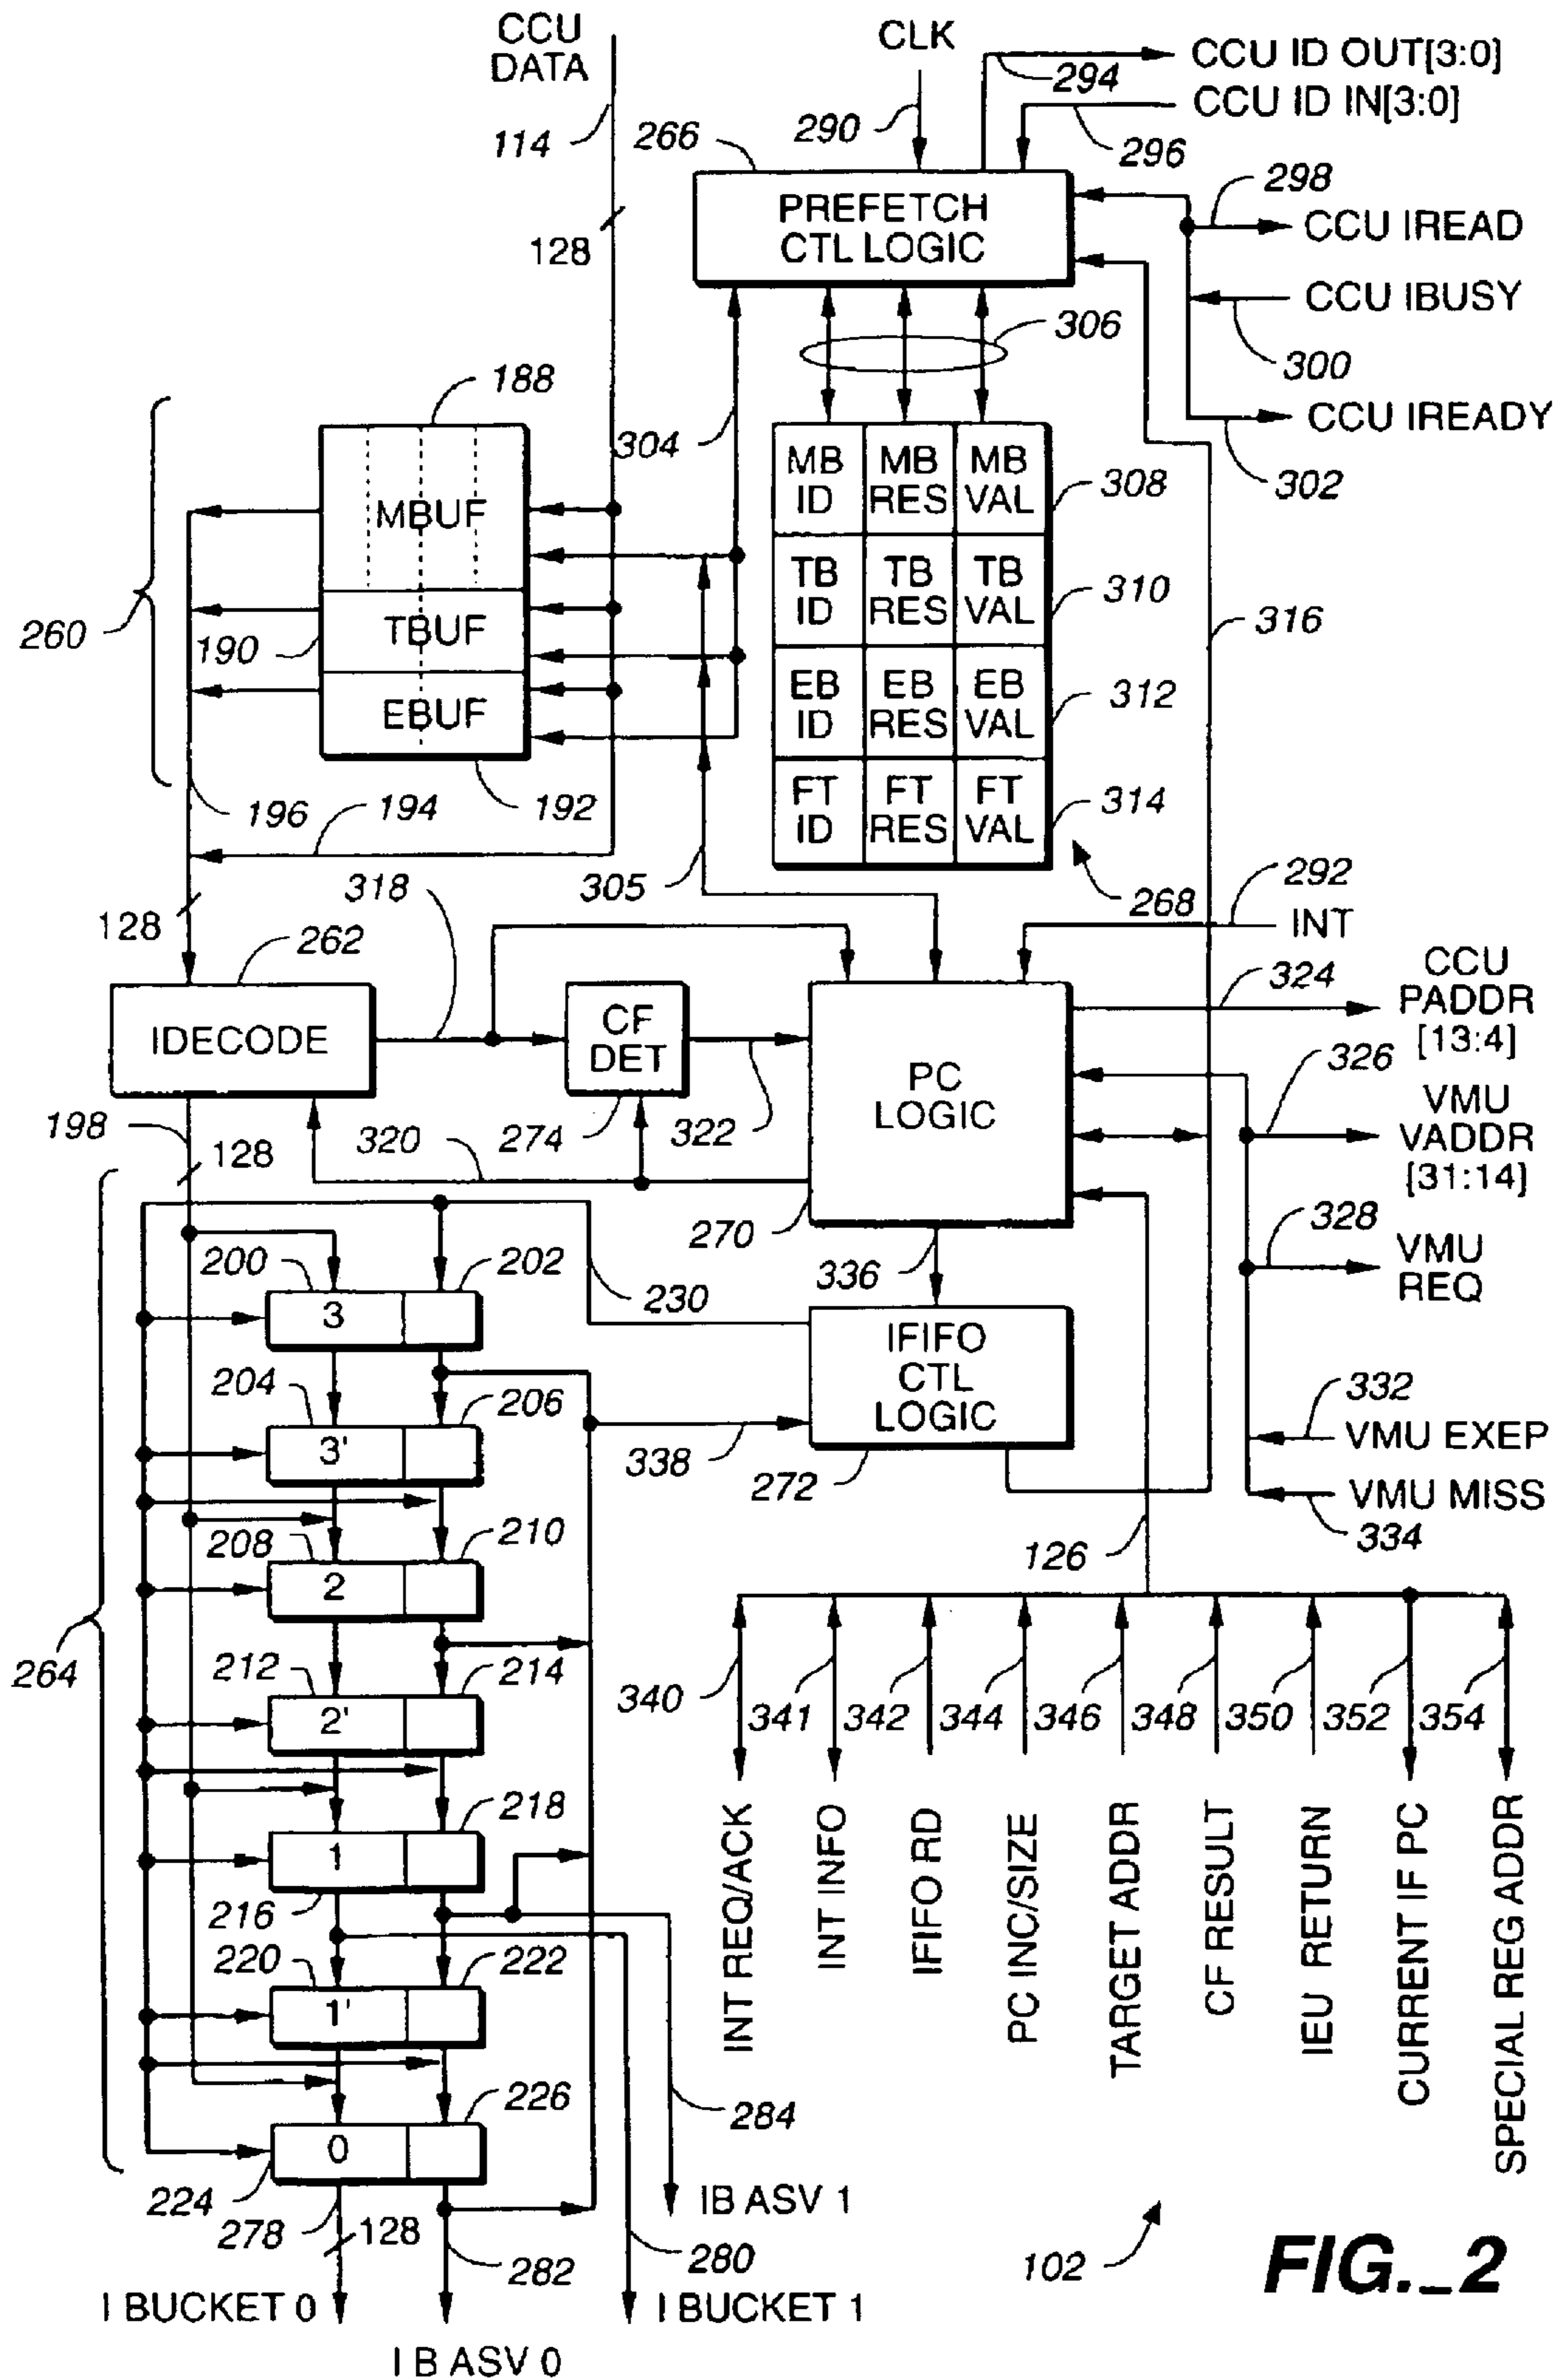 CCU
DATA
CLK
CCU ID OUT[3:0]
294
CCU ID IN[3:0]
290
266
114
296
298
PREFETCH
CTL LOGIC
CCU IREAD
128
CCU IBUSY
306
300
188
CCU IREADY
304
302
MB
ID
MB
RES
MB
VAL
308
MBUF
TB
ID
TB
RES
TB
VAL
310
316
260
190
TBUF
EB
ID
EB
RES
EB
VAL
312
EBUF
FT
ID
FT
RES
FT
VAL
314
196
194
192
318
305
268
292
INT
128
262
CCU
PADDR
[13:4]
324
IDECODE
CF
DET
PC
LOGIC
326
VMU
VADDR
[31:14]
198
128
320
274
322
328
VMU
REQ
270
336
200
202
230
3
IFIFO
CTL
LOGIC
204
206
332
VMU EXEP
3'
338
272
VMU MISS
334
208
210
126
2
264
212
214
340
341
342
344
346
348
350
352
354
2'
218
1
216
INT REQ/ACK
INT INFO
IFIFO RD
PC INC/SIZE
TARGET ADDR
CF RESULT
IEU RETURN
CURRENT IF PC
SPECIAL REG ADDR
220
222
1'
226
284
0
224
278
128
IB ASV 1
282
280
102
FIG._2
I BUCKET 0
I BUCKET 1
I B ASV 0